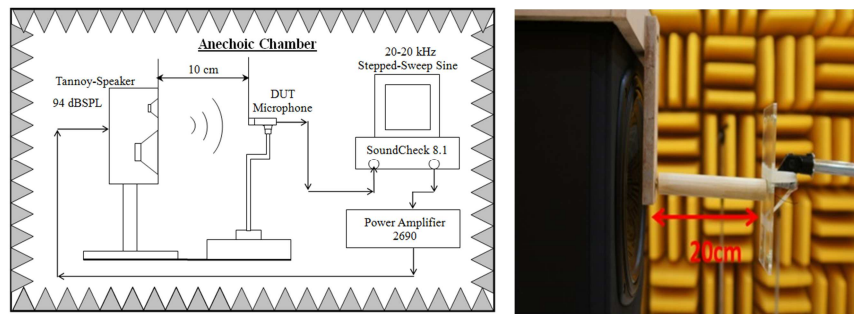 Anechoic Chamber
20-20 kHz
Stepped-Sweep Sine
10 cm
Tannoy-Speaker
94 dBSPL
DUT
Microphone
SoundCheck 8.1
Power Amplifier
2690
20cm